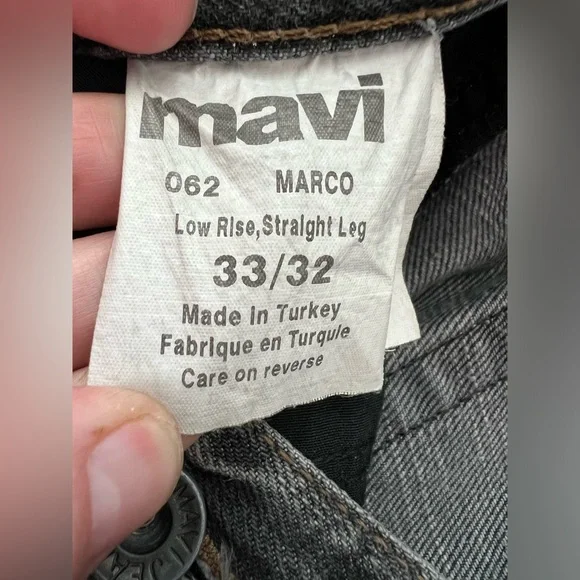 mavi
062 MARCO
Low Rise, Straight Leg
33/32
Made in Turkey
Fabrique en Turquie
Care on reverse